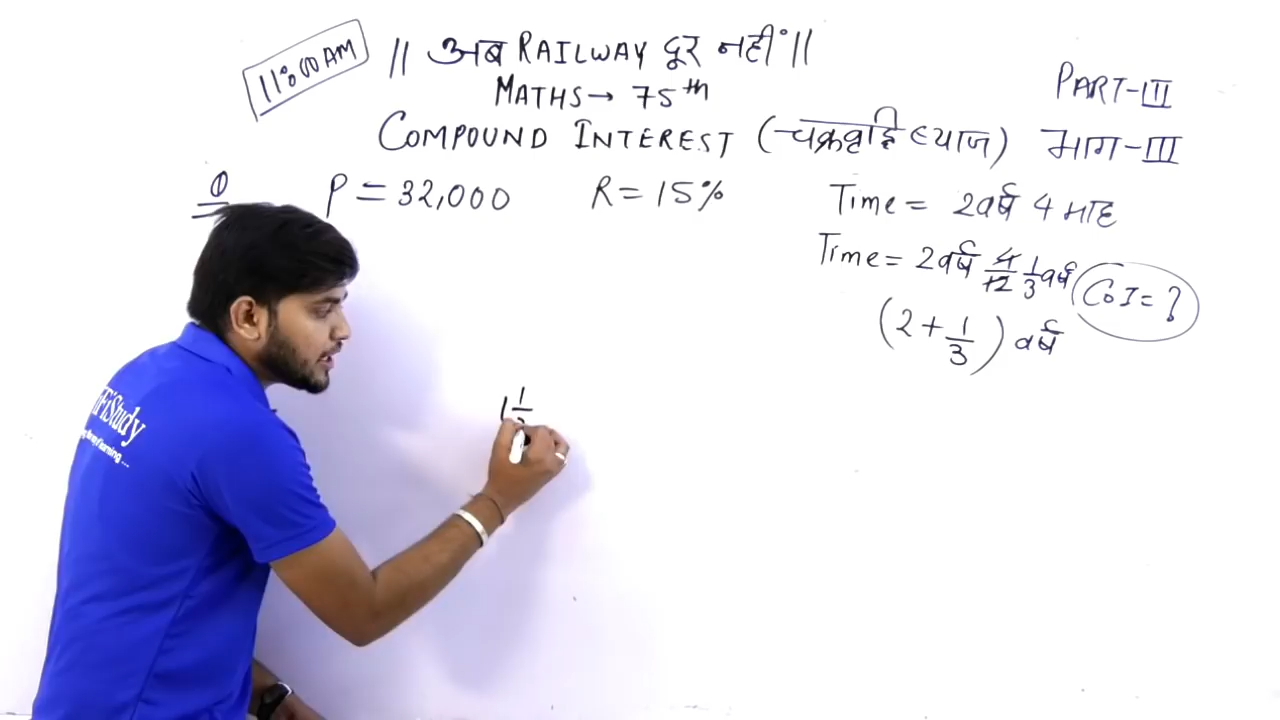 11:00 AM
|| अब RAILWAY दूर नहीं ||
MATHS → 75th
PART-III
COMPOUND INTEREST (चक्रवृद्धि ब्याज) भाग-III
① P = 32,000 R = 15% Time = 2वर्ष 4 माह
Time = 2वर्ष 4/12 1/3 वर्ष
C.I = ?
(2 + 1/3) वर्ष